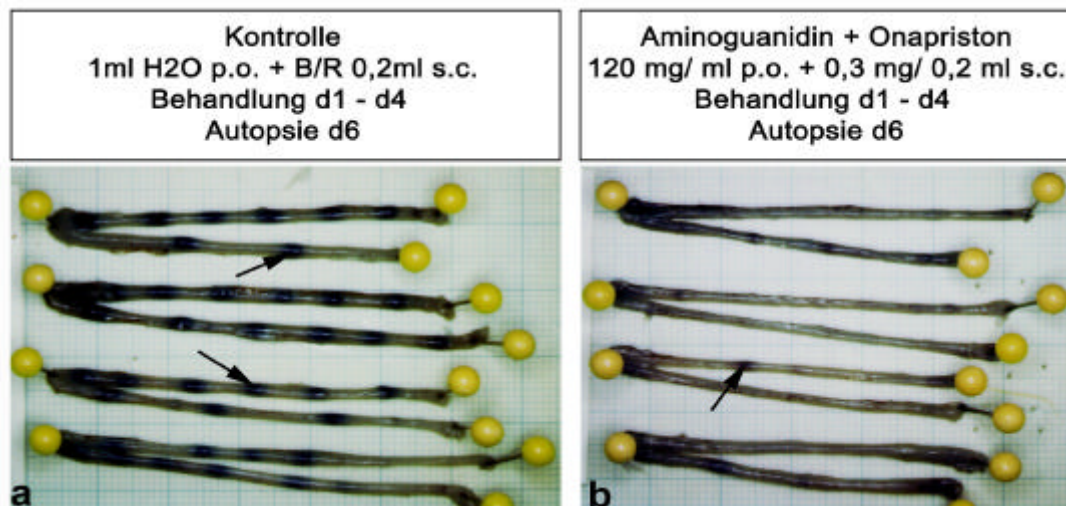 Kontrolle
1ml H2O p.o. + B/R 0,2ml s.c.
Behandlung d1 - d4
Autopsie d6
Aminoguanidin + Onapriston
120 mg/ ml p.o. + 0,3 mg/ 0,2 ml s.c.
Behandlung d1 - d4
Autopsie d6
a
b